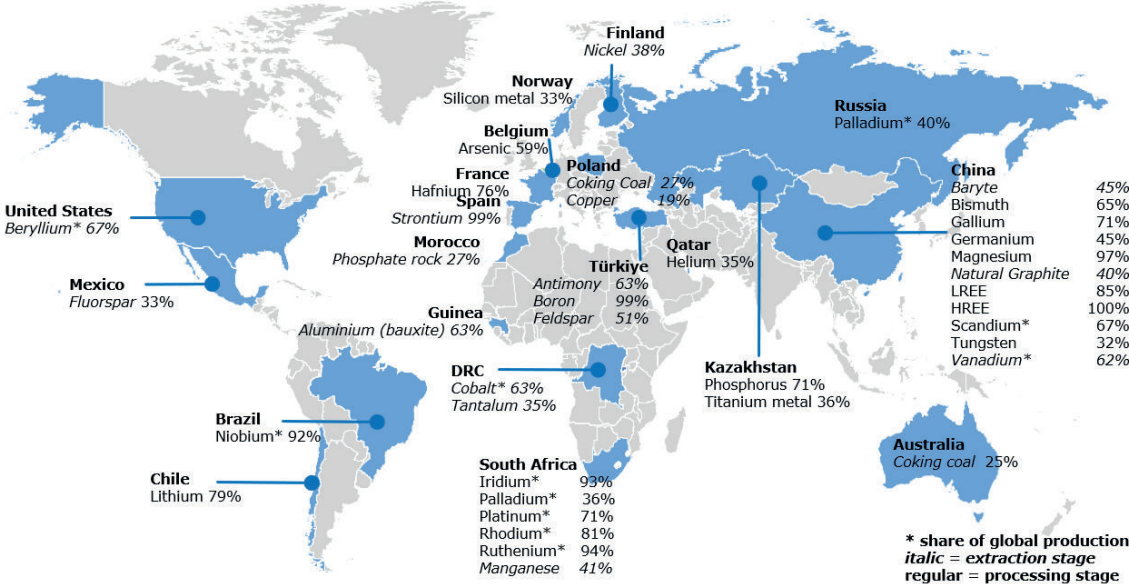 Finland
Nickel 38%
Norway
Silicon metal 33%
Belgium
Arsenic 59%
France
Hafnium 76%
Spain
Strontium 99%
Morocco
Phosphate rock 27%
Poland
Coking Coal 27%
Copper 19%
Russia
Palladium* 40%
United States
Beryllium* 67%
Mexico
Fluorspar 33%
Guinea
Aluminium (bauxite) 63%
Türkiye
Antimony 63%
Boron 99%
Feldspar 51%
Qatar
Helium 35%
China
Baryte 45%
Bismuth 65%
Gallium 71%
Germanium 45%
Magnesium 97%
Natural Graphite 40%
LREE 85%
HREE 100%
Scandium* 67%
Tungsten 32%
Vanadium* 62%
DRC
Cobalt* 63%
Tantalum 35%
Kazakhstan
Phosphorus 71%
Titanium metal 36%
Brazil
Niobium* 92%
Chile
Lithium 79%
South Africa
Iridium* 93%
Palladium* 36%
Platinum* 71%
Rhodium* 81%
Ruthenium* 94%
Manganese 41%
Australia
Coking coal 25%
* share of global production
italic = extraction stage
regular = processing stage